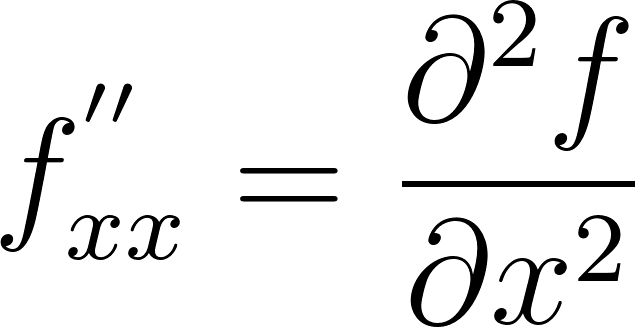 f''_{xx} = \frac{\partial^2 f}{\partial x^2}